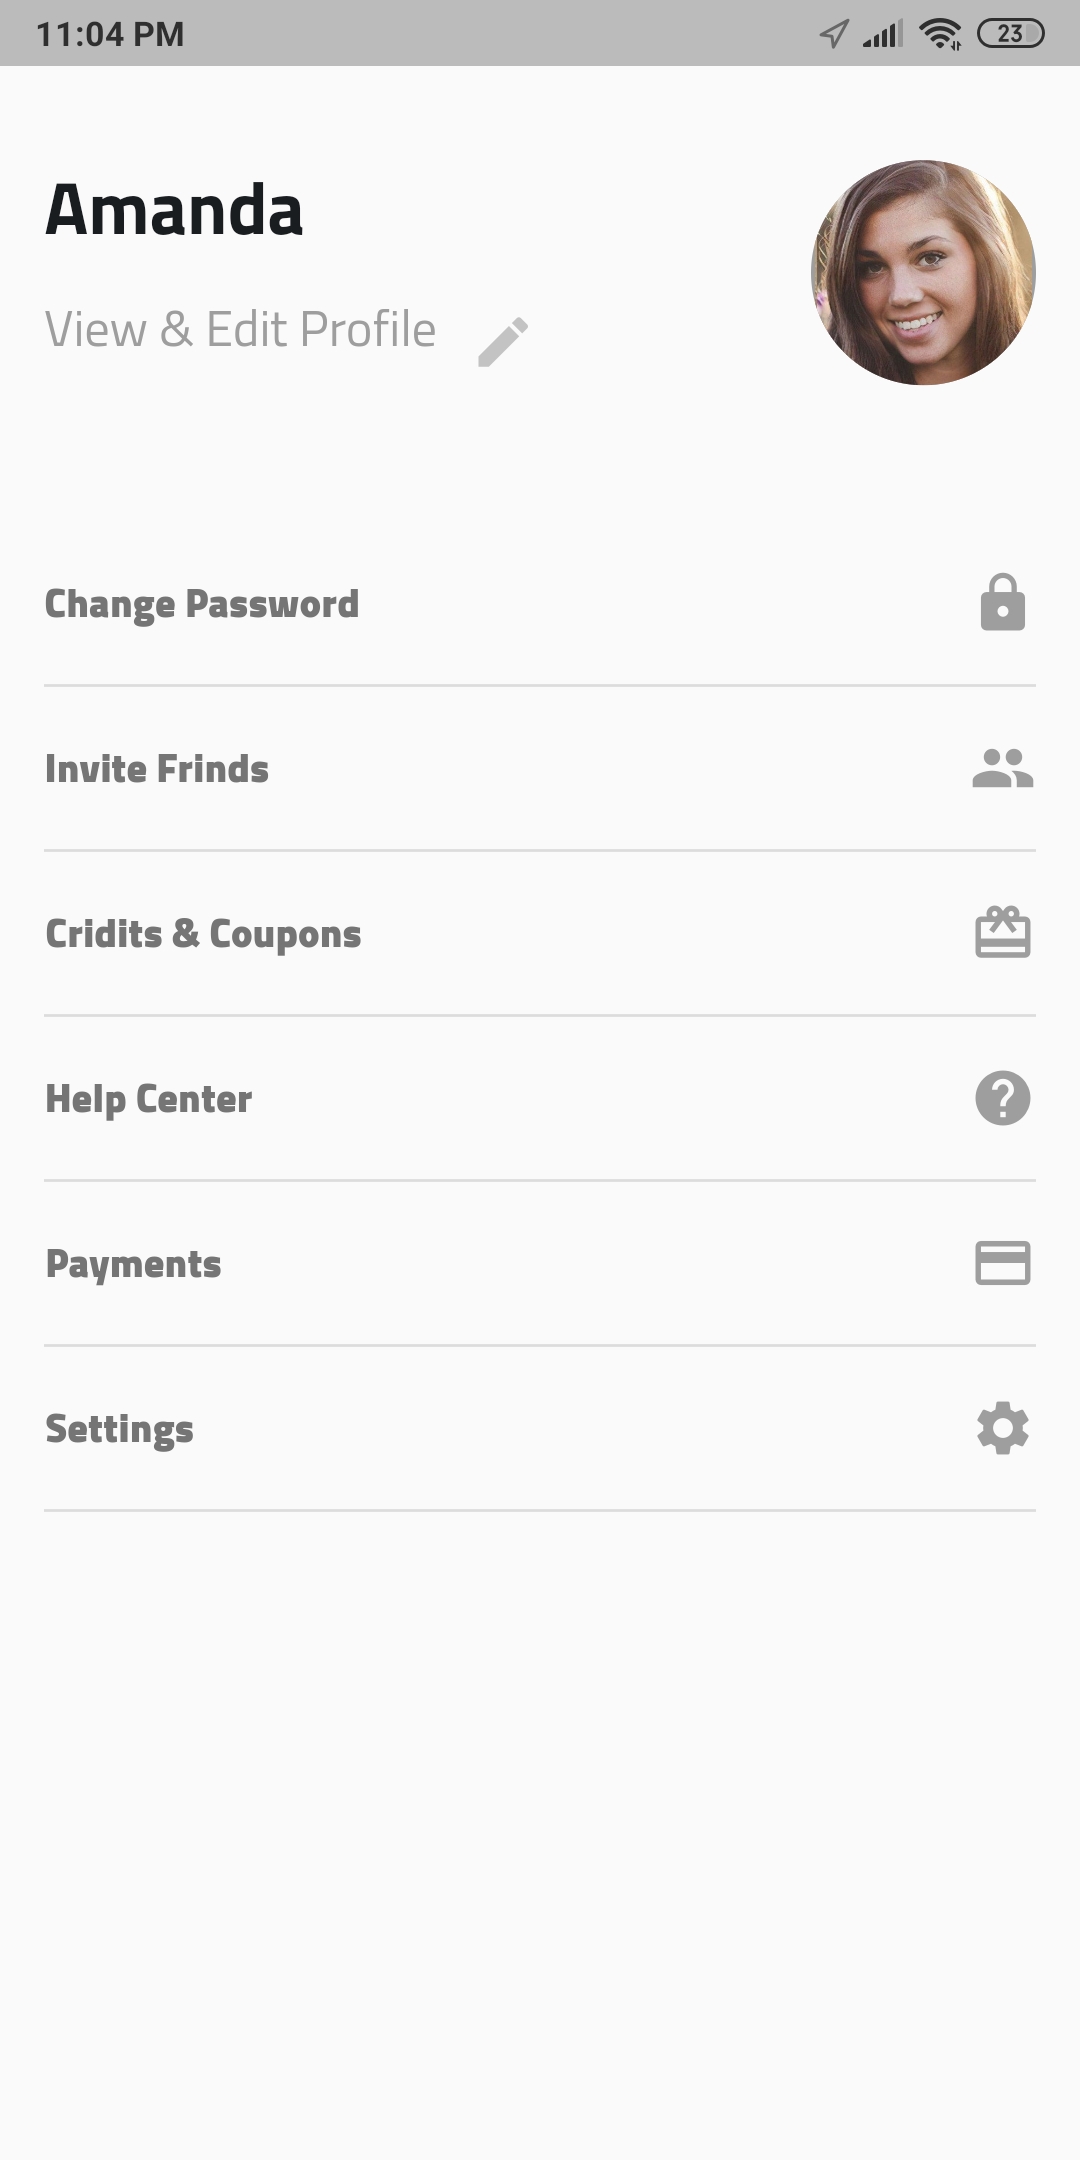 11:04 PM 23
Amanda
View & Edit Profile
Change Password
Invite Frinds
Cridits & Coupons
Help Center
Payments
Settings